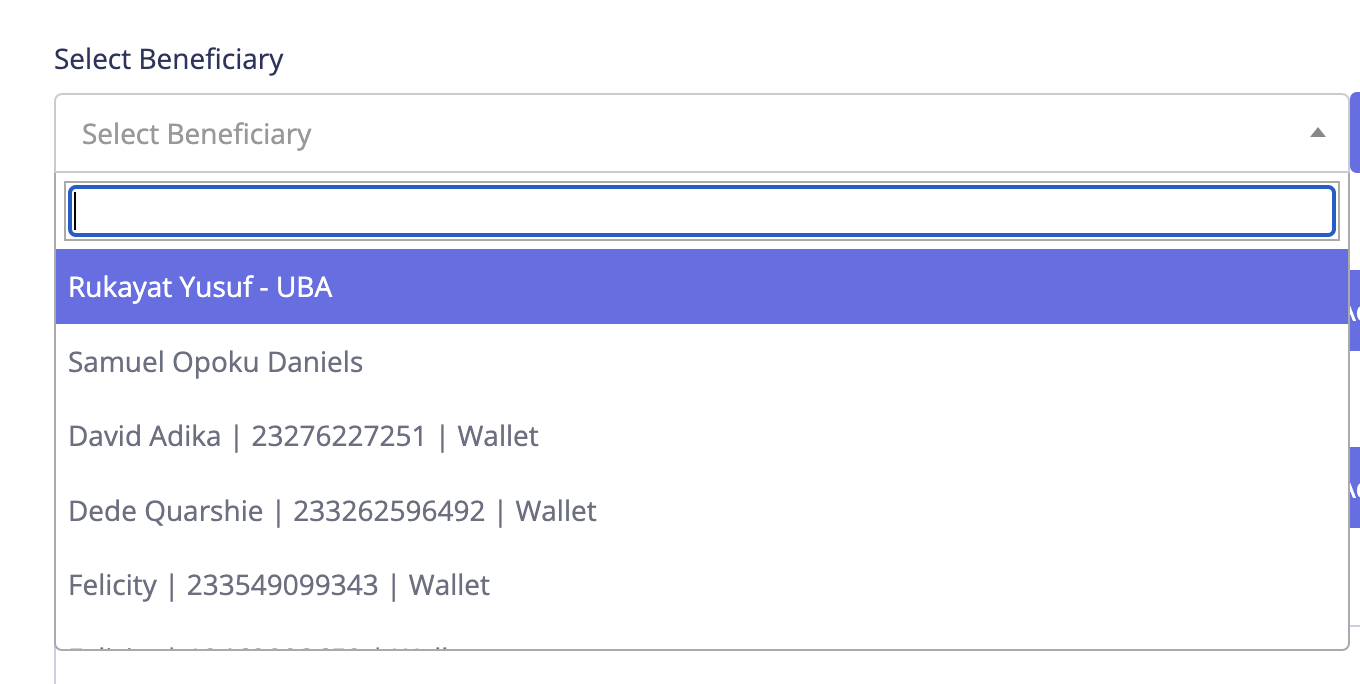 Select Beneficiary
Select Beneficiary
Rukayat Yusuf - UBA
Samuel Opoku Daniels
David Adika | 23276227251 | Wallet
Dede Quarshie | 233262596492 | Wallet
Felicity | 233549099343 | Wallet